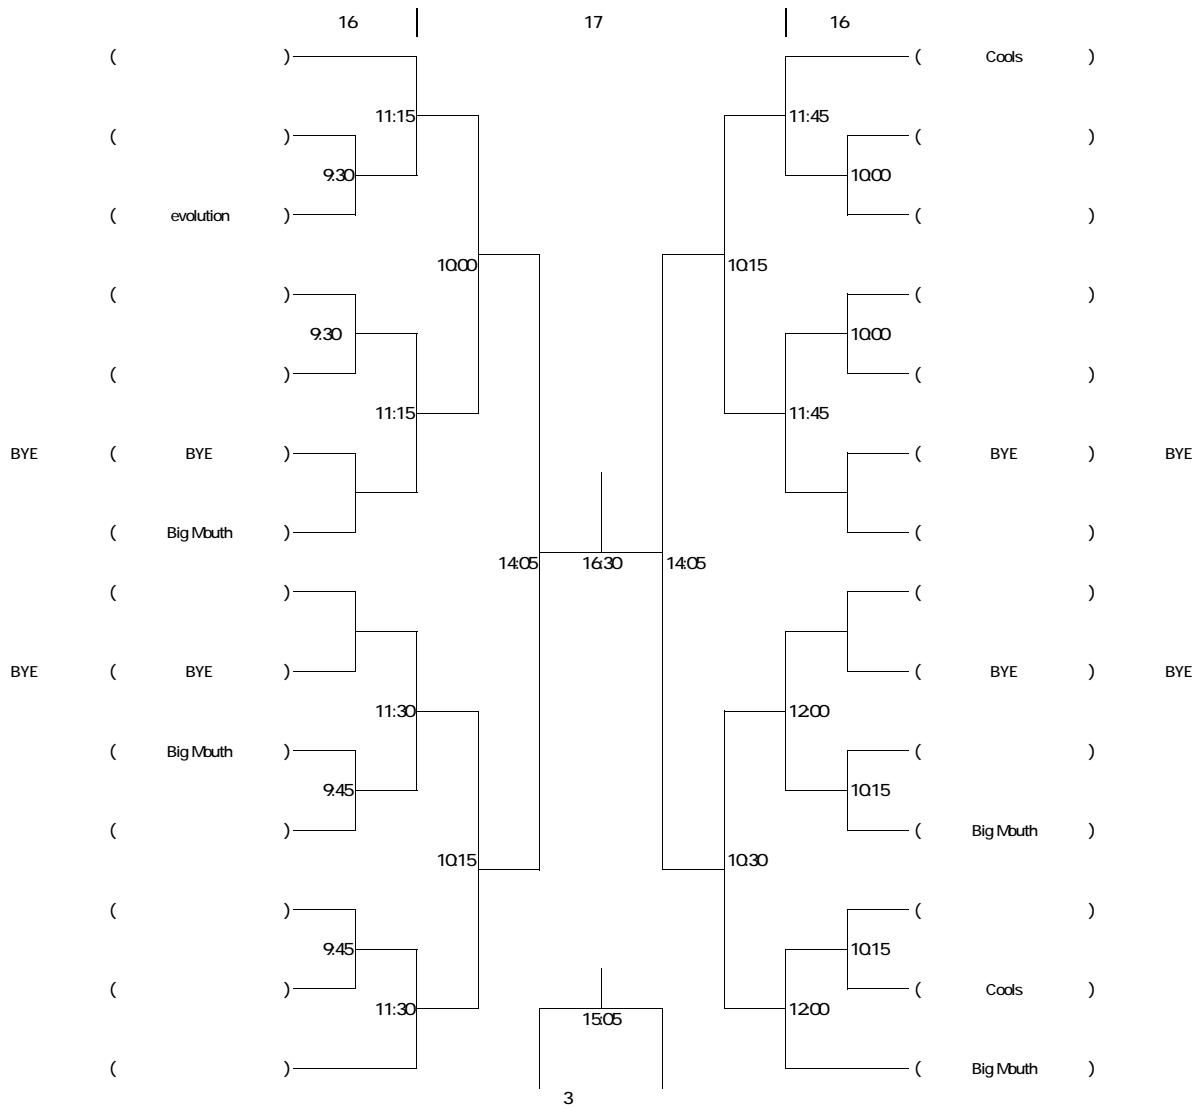 16 17 16
( ) ( Cools )
11:15 11:45
( ) ( )
9:30 10:00
( evolution ) ( )
10:00 10:15
( ) ( )
9:30 10:00
( ) ( )
11:15 11:45
BYE ( BYE ) ( BYE ) BYE
( Big Mouth ) ( )
14:05 16:30 14:05
( ) ( )
BYE ( BYE ) ( BYE ) BYE
11:30 12:00
( Big Mouth ) ( )
9:45 10:15
( ) ( Big Mouth )
10:15 10:30
( ) ( )
9:45 10:15
( ) ( Cools )
11:30 12:00
15:05
( ) ( Big Mouth )
3